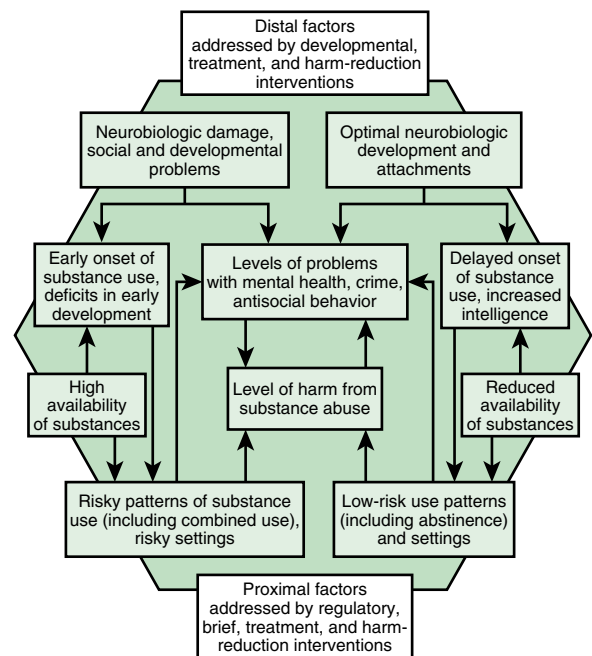 Distal factors
addressed by developmental,
treatment, and harm-reduction
interventions
Neurobiologic damage,
social and developmental
problems
Optimal neurobiologic
development and
attachments
Early onset of
substance use,
deficits in early
development
Levels of problems
with mental health, crime,
antisocial behavior
Delayed onset
of substance
use, increased
intelligence
High
availability
of substances
Level of harm from
substance abuse
Reduced
availability
of substances
Risky patterns of substance
use (including combined use),
risky settings
Low-risk use patterns
(including abstinence)
and settings
Proximal factors
addressed by regulatory,
brief, treatment, and harm-
reduction interventions